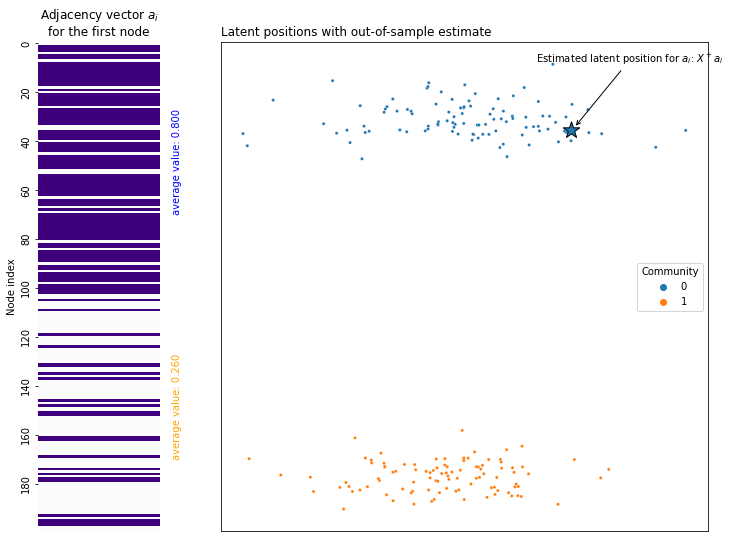 Adjacency vector a_i
for the first node
Latent positions with out-of-sample estimate
Estimated latent position for a_i: X^+ a_i
0
20
40
60
80
100
120
140
160
180
Node index
average value: 0.800
average value: 0.260
Community
0
1